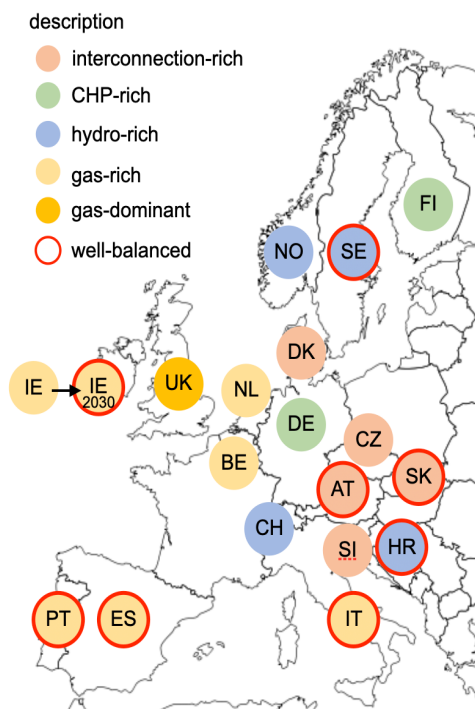 description
interconnection-rich
CHP-rich
hydro-rich
gas-rich
gas-dominant
well-balanced
FI
NO
SE
DK
IE
IE
2030
UK
NL
DE
CZ
BE
SK
AT
CH
SI
HR
PT
ES
IT